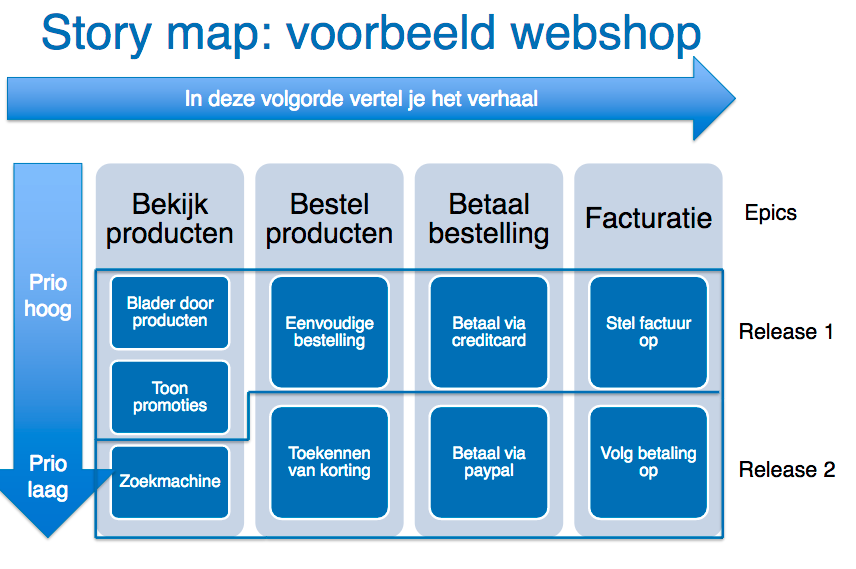 Story map: voorbeeld webshop
In deze volgorde vertel je het verhaal
Bekijk
producten
Bestel
producten
Betaal
bestelling
Facturatie
Epics
Prio
hoog
Blader door
producten
Toon
promoties
Eenvoudige
bestelling
Betaal via
creditcard
Stel factuur
op
Release 1
Prio
laag
Zoekmachine
Toekennen
van korting
Betaal via
paypal
Volg betaling
op
Release 2